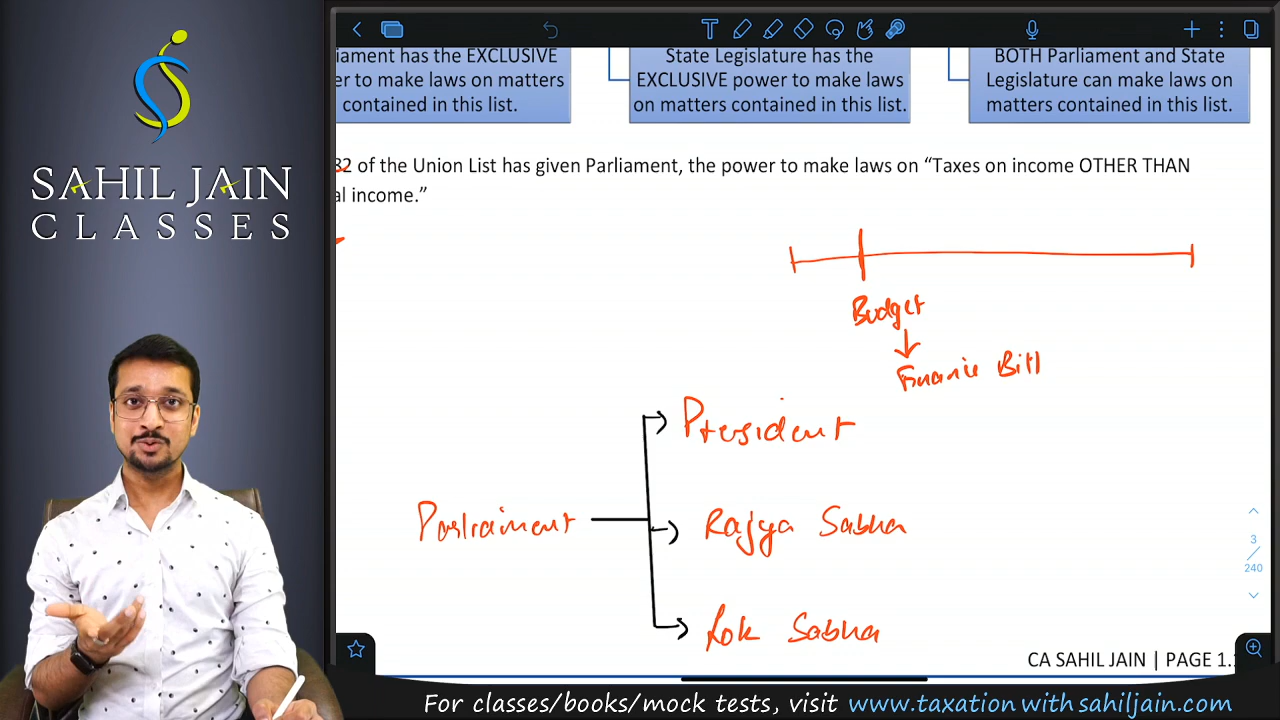 SAHIL JAIN
CLASSES
iament has the EXCLUSIVE
er to make laws on matters
contained in this list.
State Legislature has the
EXCLUSIVE power to make laws
on matters contained in this list.
BOTH Parliament and State
Legislature can make laws on
matters contained in this list.
82 of the Union List has given Parliament, the power to make laws on “Taxes on income OTHER THAN
al income.”
Budget
Finance Bill
President
Parliament
Rajya Sabha
Lok Sabha
3
240
CA SAHIL JAIN | PAGE 1.
For classes/books/mock tests, visit www.taxationwithsahiljain.com